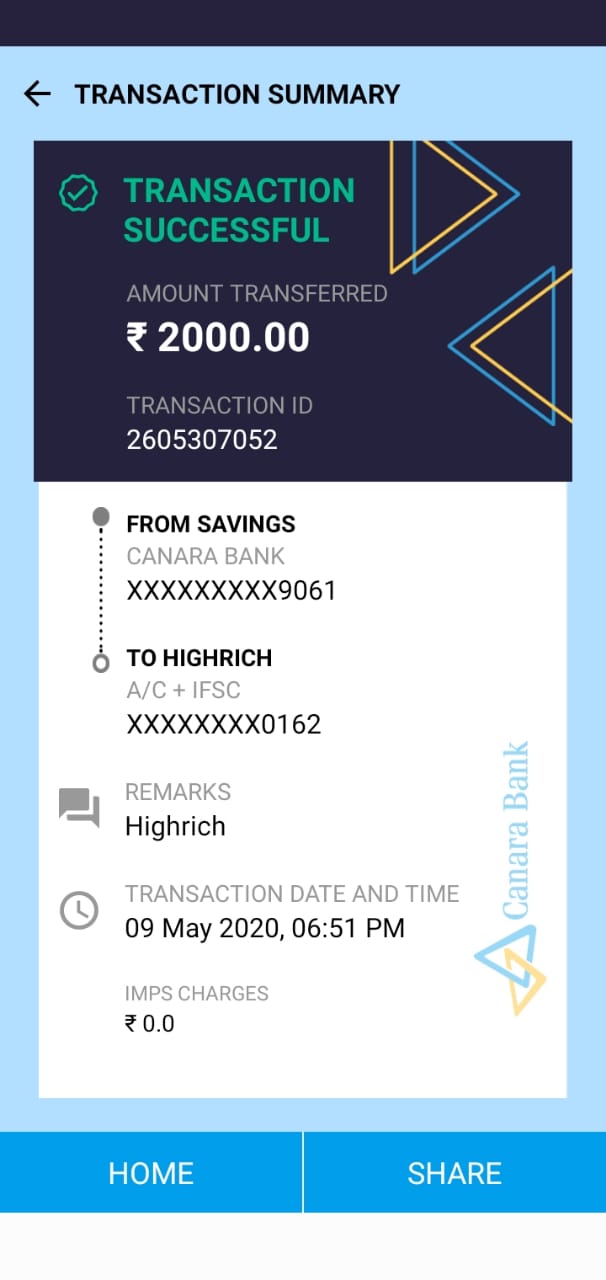 TRANSACTION SUMMARY
TRANSACTION
SUCCESSFUL
AMOUNT TRANSFERRED
₹ 2000.00
TRANSACTION ID
2605307052
FROM SAVINGS
CANARA BANK
XXXXXXXXX9061
TO HIGHRICH
A/C + IFSC
XXXXXXXX0162
REMARKS
Highrich
TRANSACTION DATE AND TIME
09 May 2020, 06:51 PM
IMPS CHARGES
₹ 0.0
Canara Bank
HOME
SHARE